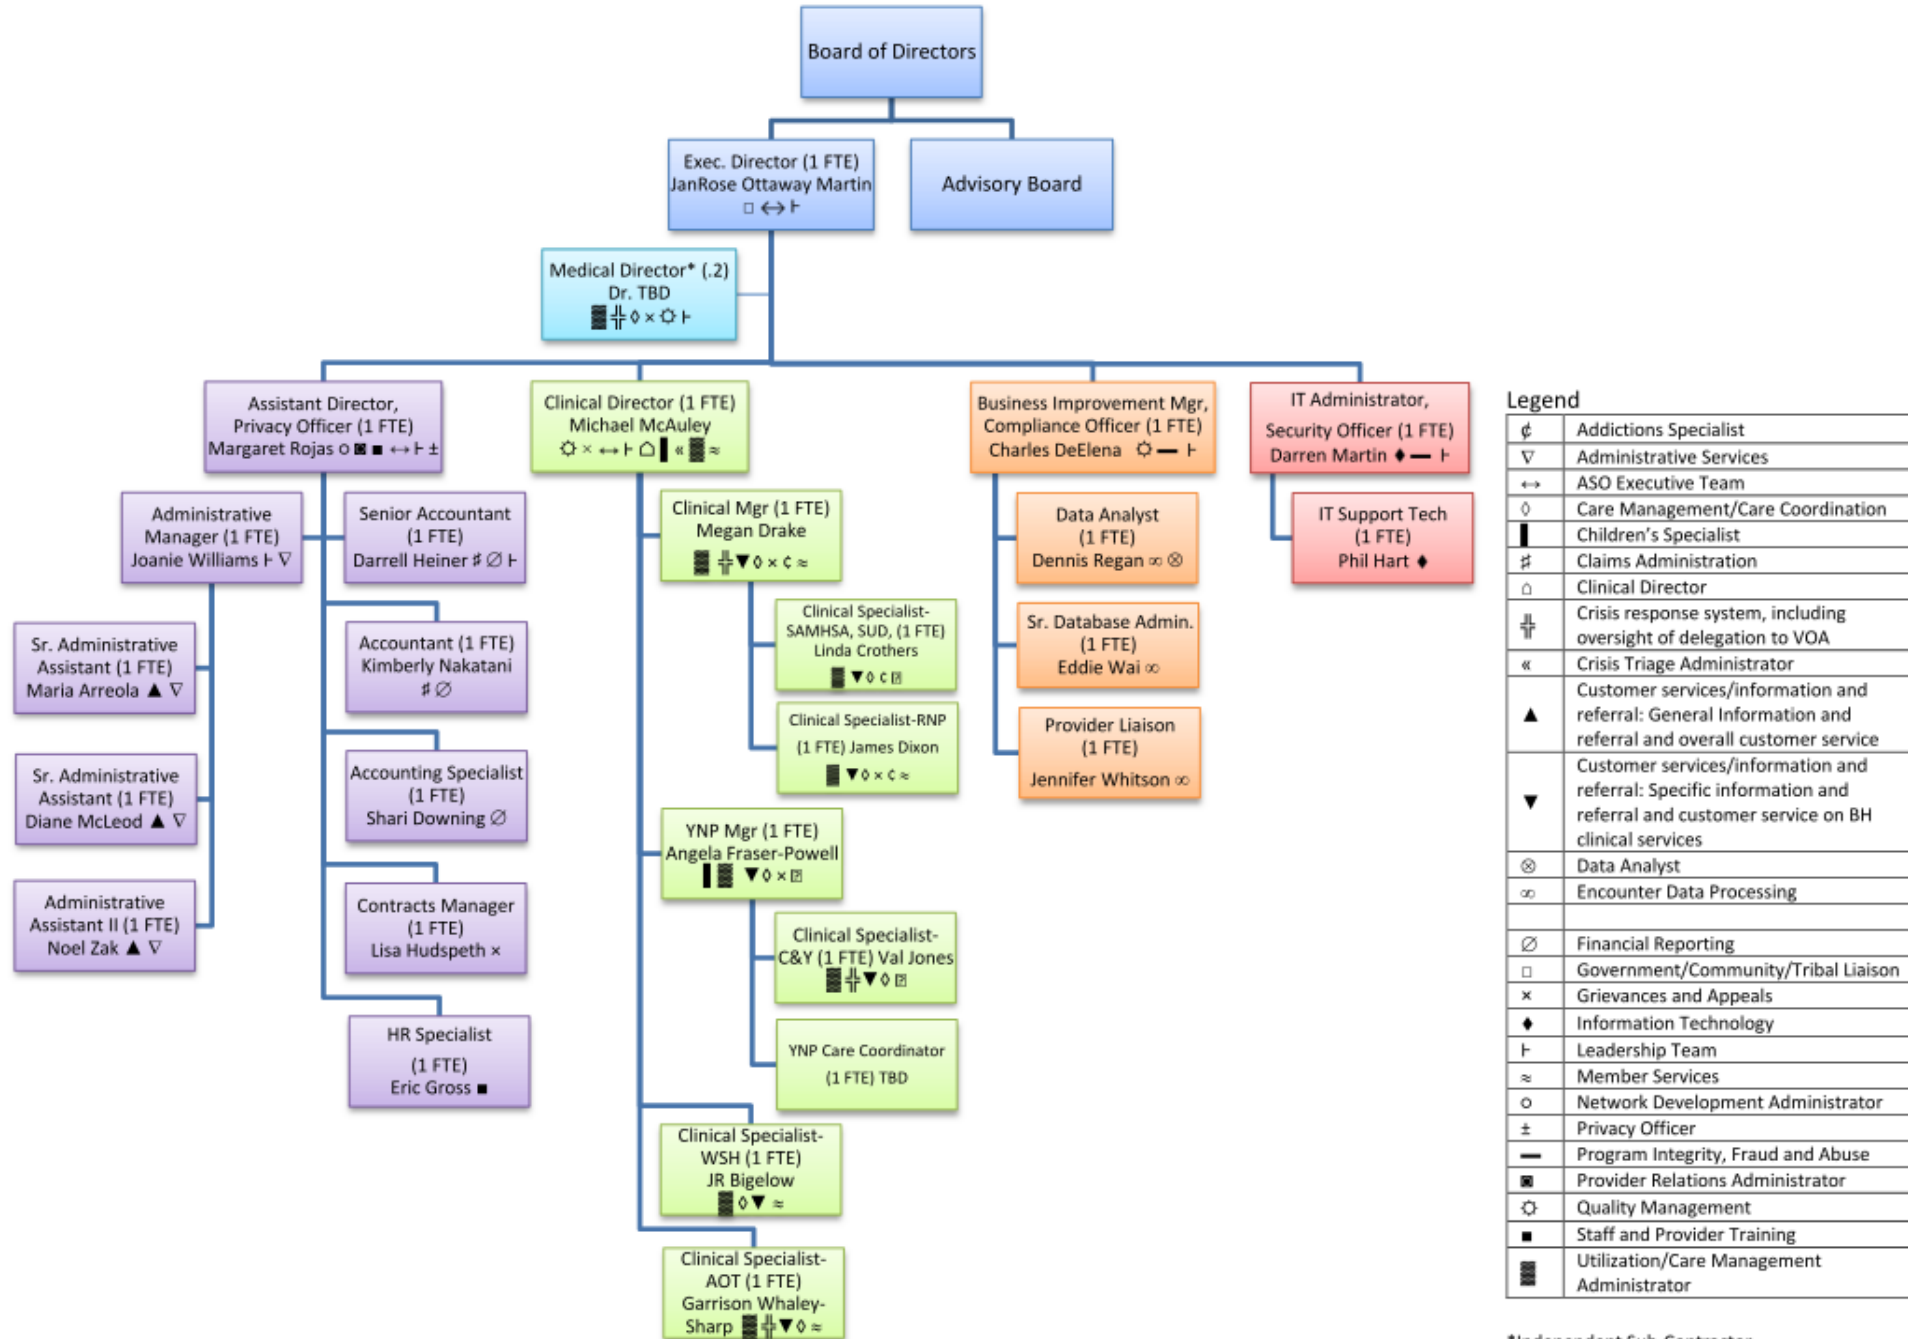 Board of Directors
Exec. Director (1 FTE)
JanRose Ottaway Martin
□ ↔ ⊦
Advisory Board
Medical Director* (.2)
Dr. TBD
▓ ╬ ◊ × ☼ ⊦
Assistant Director,
Privacy Officer (1 FTE)
Margaret Rojas o ◙ ■ ↔ ⊦ ±
Clinical Director (1 FTE)
Michael McAuley
☼ × ↔ ⊦ ⌂ ▌ « ▓ ≈
Business Improvement Mgr,
Compliance Officer (1 FTE)
Charles DeElena ☼ ▬ ⊦
IT Administrator,
Security Officer (1 FTE)
Darren Martin ♦ ▬ ⊦
Administrative
Manager (1 FTE)
Joanie Williams ⊦ ∇
Senior Accountant
(1 FTE)
Darrell Heiner ♯ ∅ ⊦
Sr. Administrative
Assistant (1 FTE)
Maria Arreola ▲ ∇
Accountant (1 FTE)
Kimberly Nakatani
♯ ∅
Sr. Administrative
Assistant (1 FTE)
Diane McLeod ▲ ∇
Accounting Specialist
(1 FTE)
Shari Downing ∅
Administrative
Assistant II (1 FTE)
Noel Zak ▲ ∇
Contracts Manager
(1 FTE)
Lisa Hudspeth ×
HR Specialist
(1 FTE)
Eric Gross ■
Clinical Mgr (1 FTE)
Megan Drake
▓ ╬ ▼ ◊ × ¢ ≈
Clinical Specialist-
SAMHSA, SUD, (1 FTE)
Linda Crothers
▓ ▼ ◊ ¢ ⍰
Clinical Specialist-RNP
(1 FTE) James Dixon
▓ ▼ ◊ × ¢ ≈
YNP Mgr (1 FTE)
Angela Fraser-Powell
▌ ▓ ▼ ◊ × ⍰
Clinical Specialist-
C&Y (1 FTE) Val Jones
▓ ╬ ▼ ◊ ⍰
YNP Care Coordinator
(1 FTE) TBD
Clinical Specialist-
WSH (1 FTE)
JR Bigelow
▓ ◊ ▼ ≈
Clinical Specialist-
AOT (1 FTE)
Garrison Whaley-
Sharp ▓ ╬ ▼ ◊ ≈
Data Analyst
(1 FTE)
Dennis Regan ∞ ⊗
Sr. Database Admin.
(1 FTE)
Eddie Wai ∞
Provider Liaison
(1 FTE)
Jennifer Whitson ∞
IT Support Tech
(1 FTE)
Phil Hart ♦
Legend
¢ Addictions Specialist
∇ Administrative Services
↔ ASO Executive Team
◊ Care Management/Care Coordination
▌ Children's Specialist
♯ Claims Administration
⌂ Clinical Director
╬ Crisis response system, including
oversight of delegation to VOA
« Crisis Triage Administrator
Customer services/information and
▲ referral: General Information and
referral and overall customer service
Customer services/information and
referral: Specific information and
▼ referral and customer service on BH
clinical services
⊗ Data Analyst
∞ Encounter Data Processing
∅ Financial Reporting
□ Government/Community/Tribal Liaison
× Grievances and Appeals
♦ Information Technology
⊦ Leadership Team
≈ Member Services
o Network Development Administrator
± Privacy Officer
▬ Program Integrity, Fraud and Abuse
◙ Provider Relations Administrator
☼ Quality Management
■ Staff and Provider Training
▓ Utilization/Care Management
Administrator
*Independent Sub-Contractor